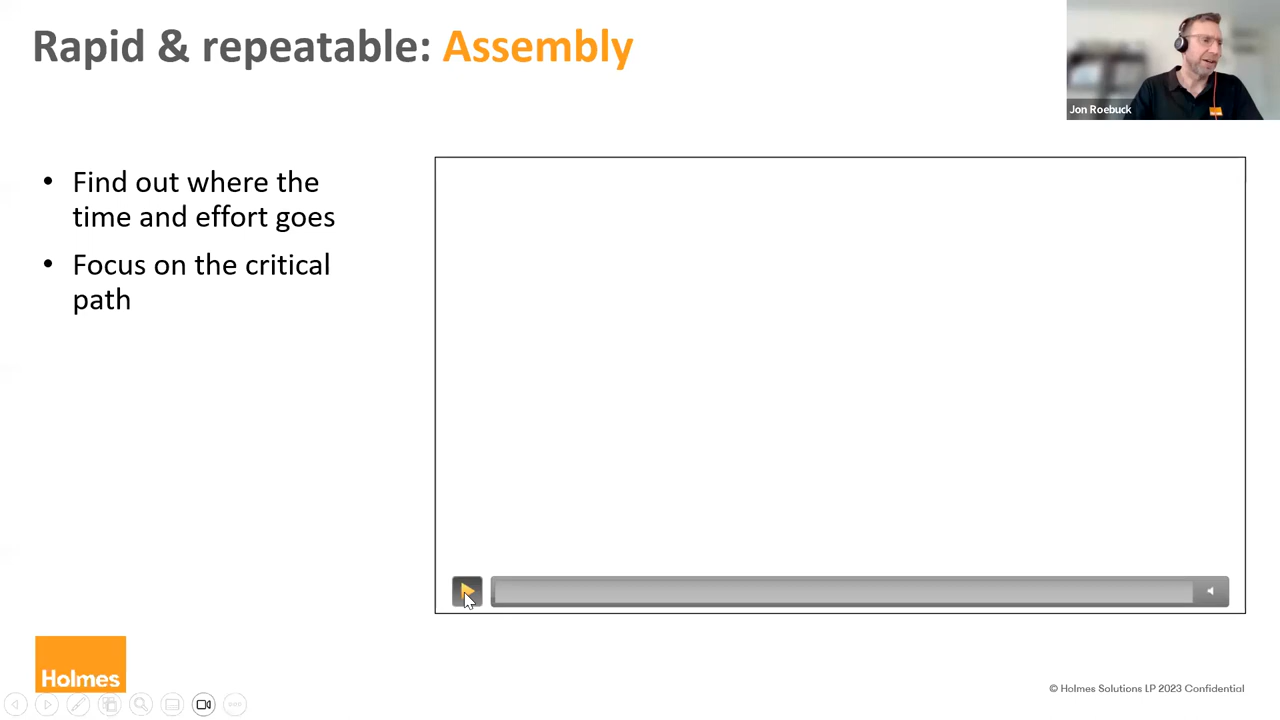 Rapid & repeatable: Assembly
Jon Roebuck
• Find out where the
time and effort goes
• Focus on the critical
path
Holmes
© Holmes Solutions LP 2023 Confidential